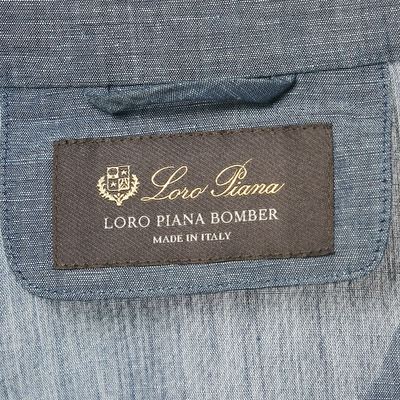 Loro Piana
LORO PIANA BOMBER
MADE IN ITALY